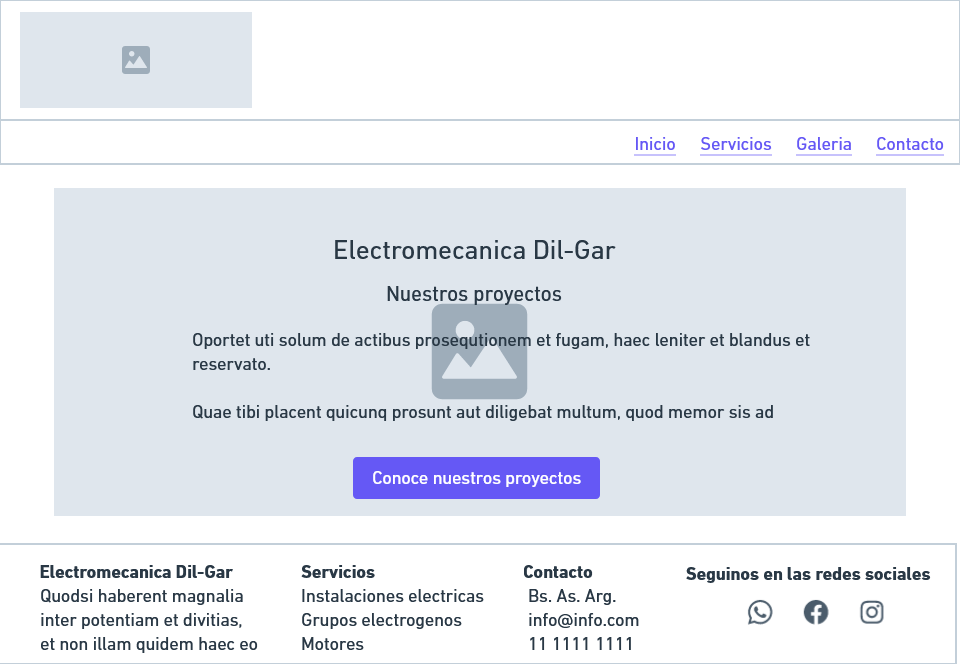 Inicio Servicios Galeria Contacto
Electromecanica Dil-Gar
Nuestros proyectos
Oportet uti solum de actibus prosequtionem et fugam, haec leniter et blandus et
reservato.
Quae tibi placent quicunq prosunt aut diligebat multum, quod memor sis ad
Conoce nuestros proyectos
Electromecanica Dil-Gar
Quodsi haberent magnalia
inter potentiam et divitias,
et non illam quidem haec eo
Servicios
Instalaciones electricas
Grupos electrogenos
Motores
Contacto
Bs. As. Arg.
info@info.com
11 1111 1111
Seguinos en las redes sociales